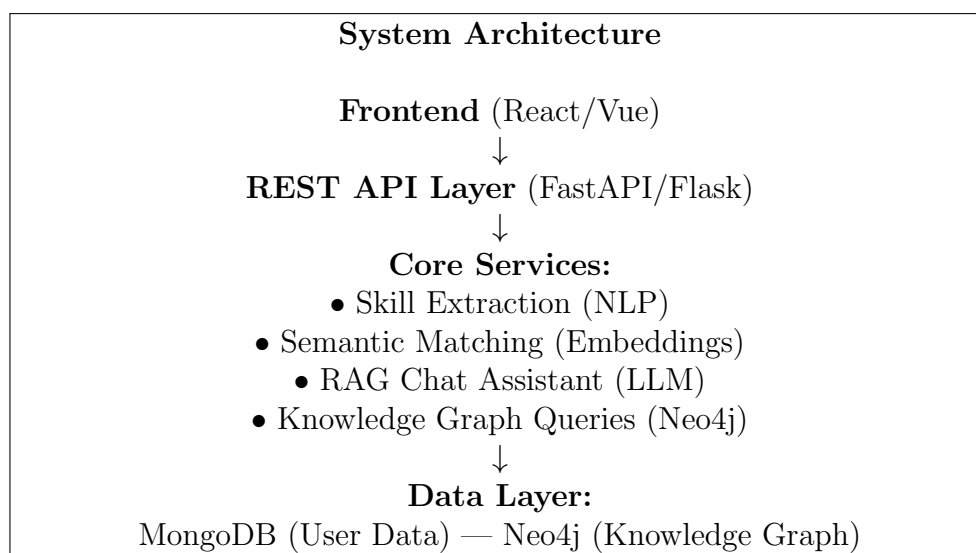 System Architecture
Frontend (React/Vue)
↓
REST API Layer (FastAPI/Flask)
↓
Core Services:
• Skill Extraction (NLP)
• Semantic Matching (Embeddings)
• RAG Chat Assistant (LLM)
• Knowledge Graph Queries (Neo4j)
↓
Data Layer:
MongoDB (User Data) — Neo4j (Knowledge Graph)